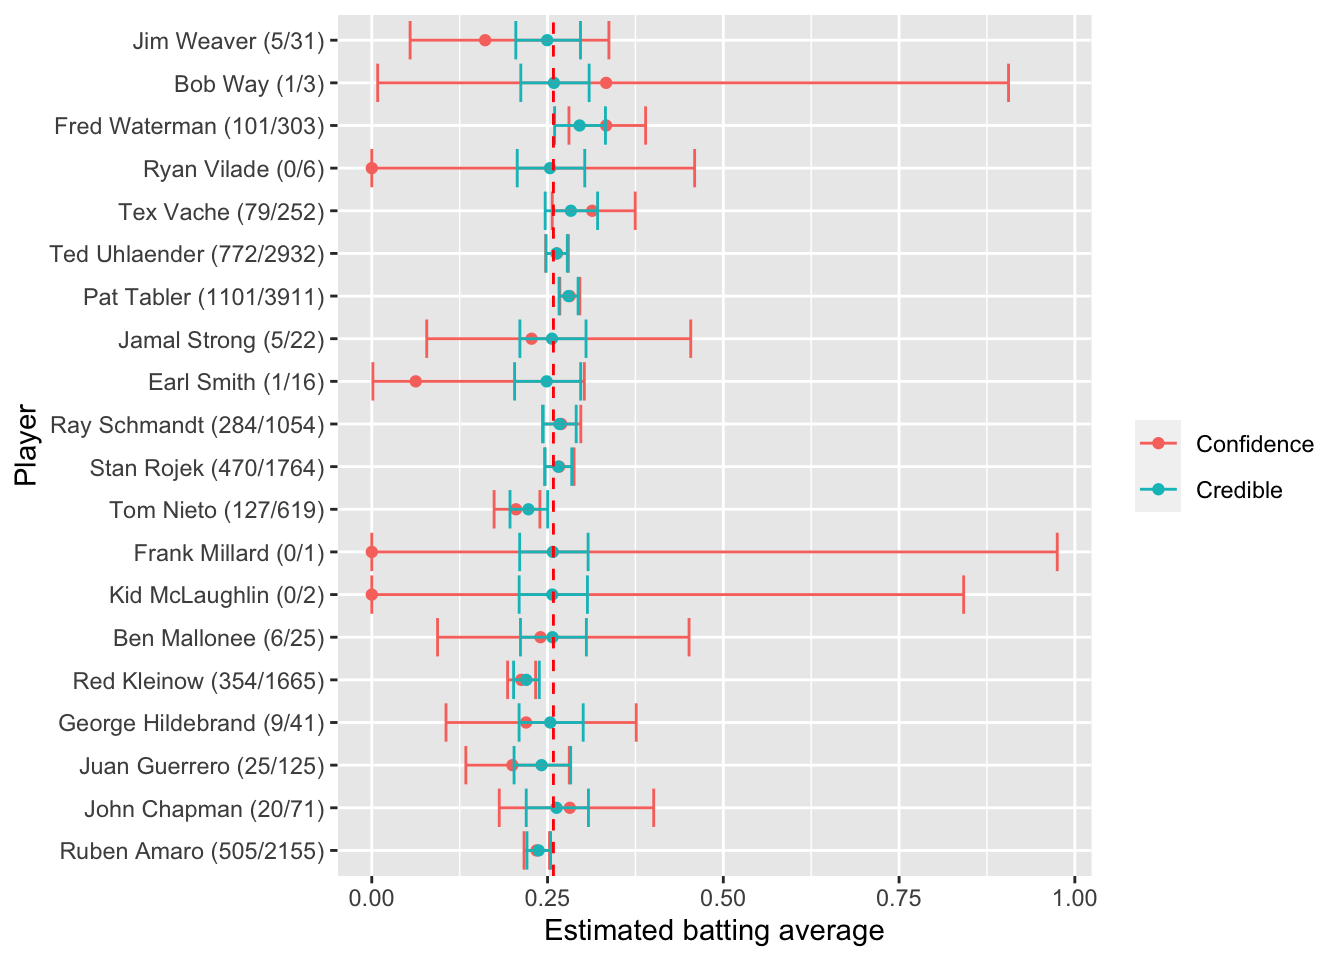 Jim Weaver (5/31)
Bob Way (1/3)
Fred Waterman (101/303)
Ryan Vilade (0/6)
Tex Vache (79/252)
Ted Uhlaender (772/2932)
Pat Tabler (1101/3911)
Jamal Strong (5/22)
Earl Smith (1/16)
Ray Schmandt (284/1054)
Stan Rojek (470/1764)
Tom Nieto (127/619)
Frank Millard (0/1)
Kid McLaughlin (0/2)
Ben Mallonee (6/25)
Red Kleinow (354/1665)
George Hildebrand (9/41)
Juan Guerrero (25/125)
John Chapman (20/71)
Ruben Amaro (505/2155)
Player
0.00 0.25 0.50 0.75 1.00
Estimated batting average
Confidence
Credible